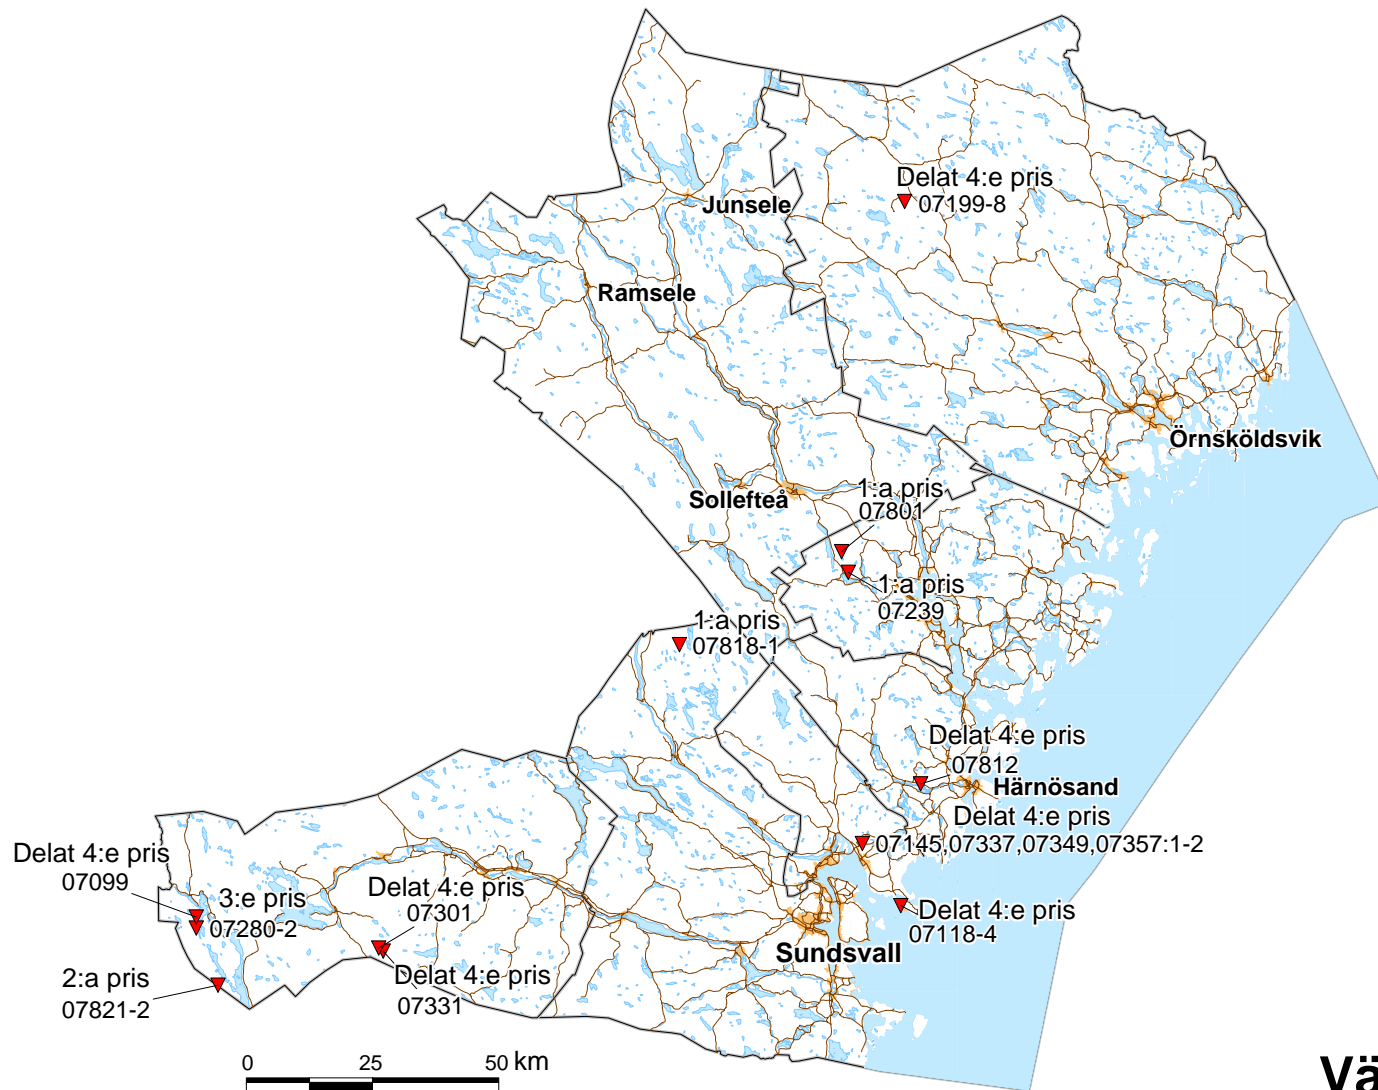 Delat 4:e pris
07199-8
Junsele
Ramsele
Örnsköldsvik
Sollefteå
1:a pris
07801
1:a pris
07239
1:a pris
07818-1
Delat 4:e pris
07812
Härnösand
Delat 4:e pris
07145,07337,07349,07357:1-2
Delat 4:e pris
07099
3:e pris
07280-2
Delat 4:e pris
07301
Delat 4:e pris
07118-4
Sundsvall
2:a pris
07821-2
Delat 4:e pris
07331
0 25 50 km
Vä